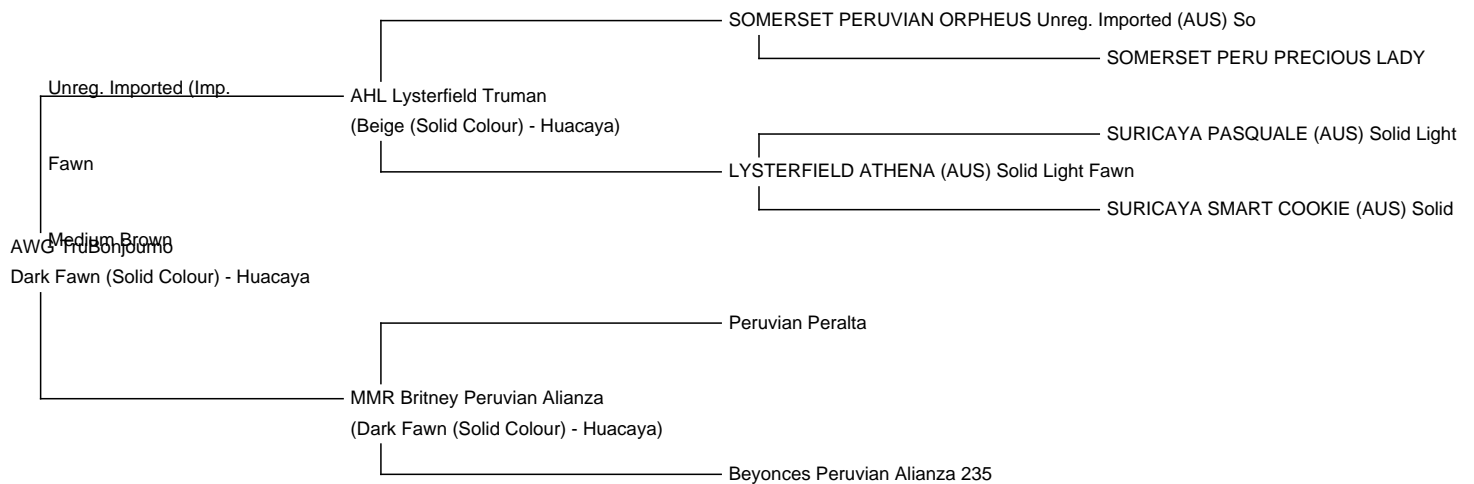 SOMERSET PERUVIAN ORPHEUS Unreg. Imported (AUS) So
SOMERSET PERU PRECIOUS LADY
Unreg. Imported (Imp.
AHL Lysterfield Truman
(Beige (Solid Colour) - Huacaya)
SURICAYA PASQUALE (AUS) Solid Light
Fawn
LYSTERFIELD ATHENA (AUS) Solid Light Fawn
SURICAYA SMART COOKIE (AUS) Solid
Medium Brown
AWG TruBonjourno
Dark Fawn (Solid Colour) - Huacaya
Peruvian Peralta
MMR Britney Peruvian Alianza
(Dark Fawn (Solid Colour) - Huacaya)
Beyonces Peruvian Alianza 235